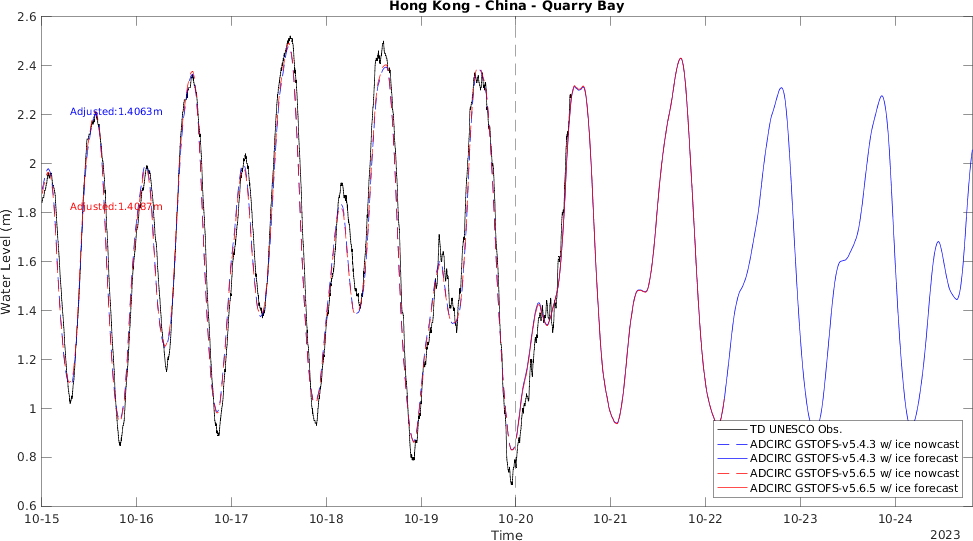 Hong Kong - China - Quarry Bay
2.6
2.4
2.2
2
1.8
1.6
1.4
1.2
1
0.8
0.6
Water Level (m)
Adjusted:1.4063m
Adjusted:1.4087m
TD UNESCO Obs.
ADCIRC GSTOFS-v5.4.3 w/ ice nowcast
ADCIRC GSTOFS-v5.4.3 w/ ice forecast
ADCIRC GSTOFS-v5.6.5 w/ ice nowcast
ADCIRC GSTOFS-v5.6.5 w/ ice forecast
10-15 10-16 10-17 10-18 10-19 10-20 10-21 10-22 10-23 10-24
Time
2023